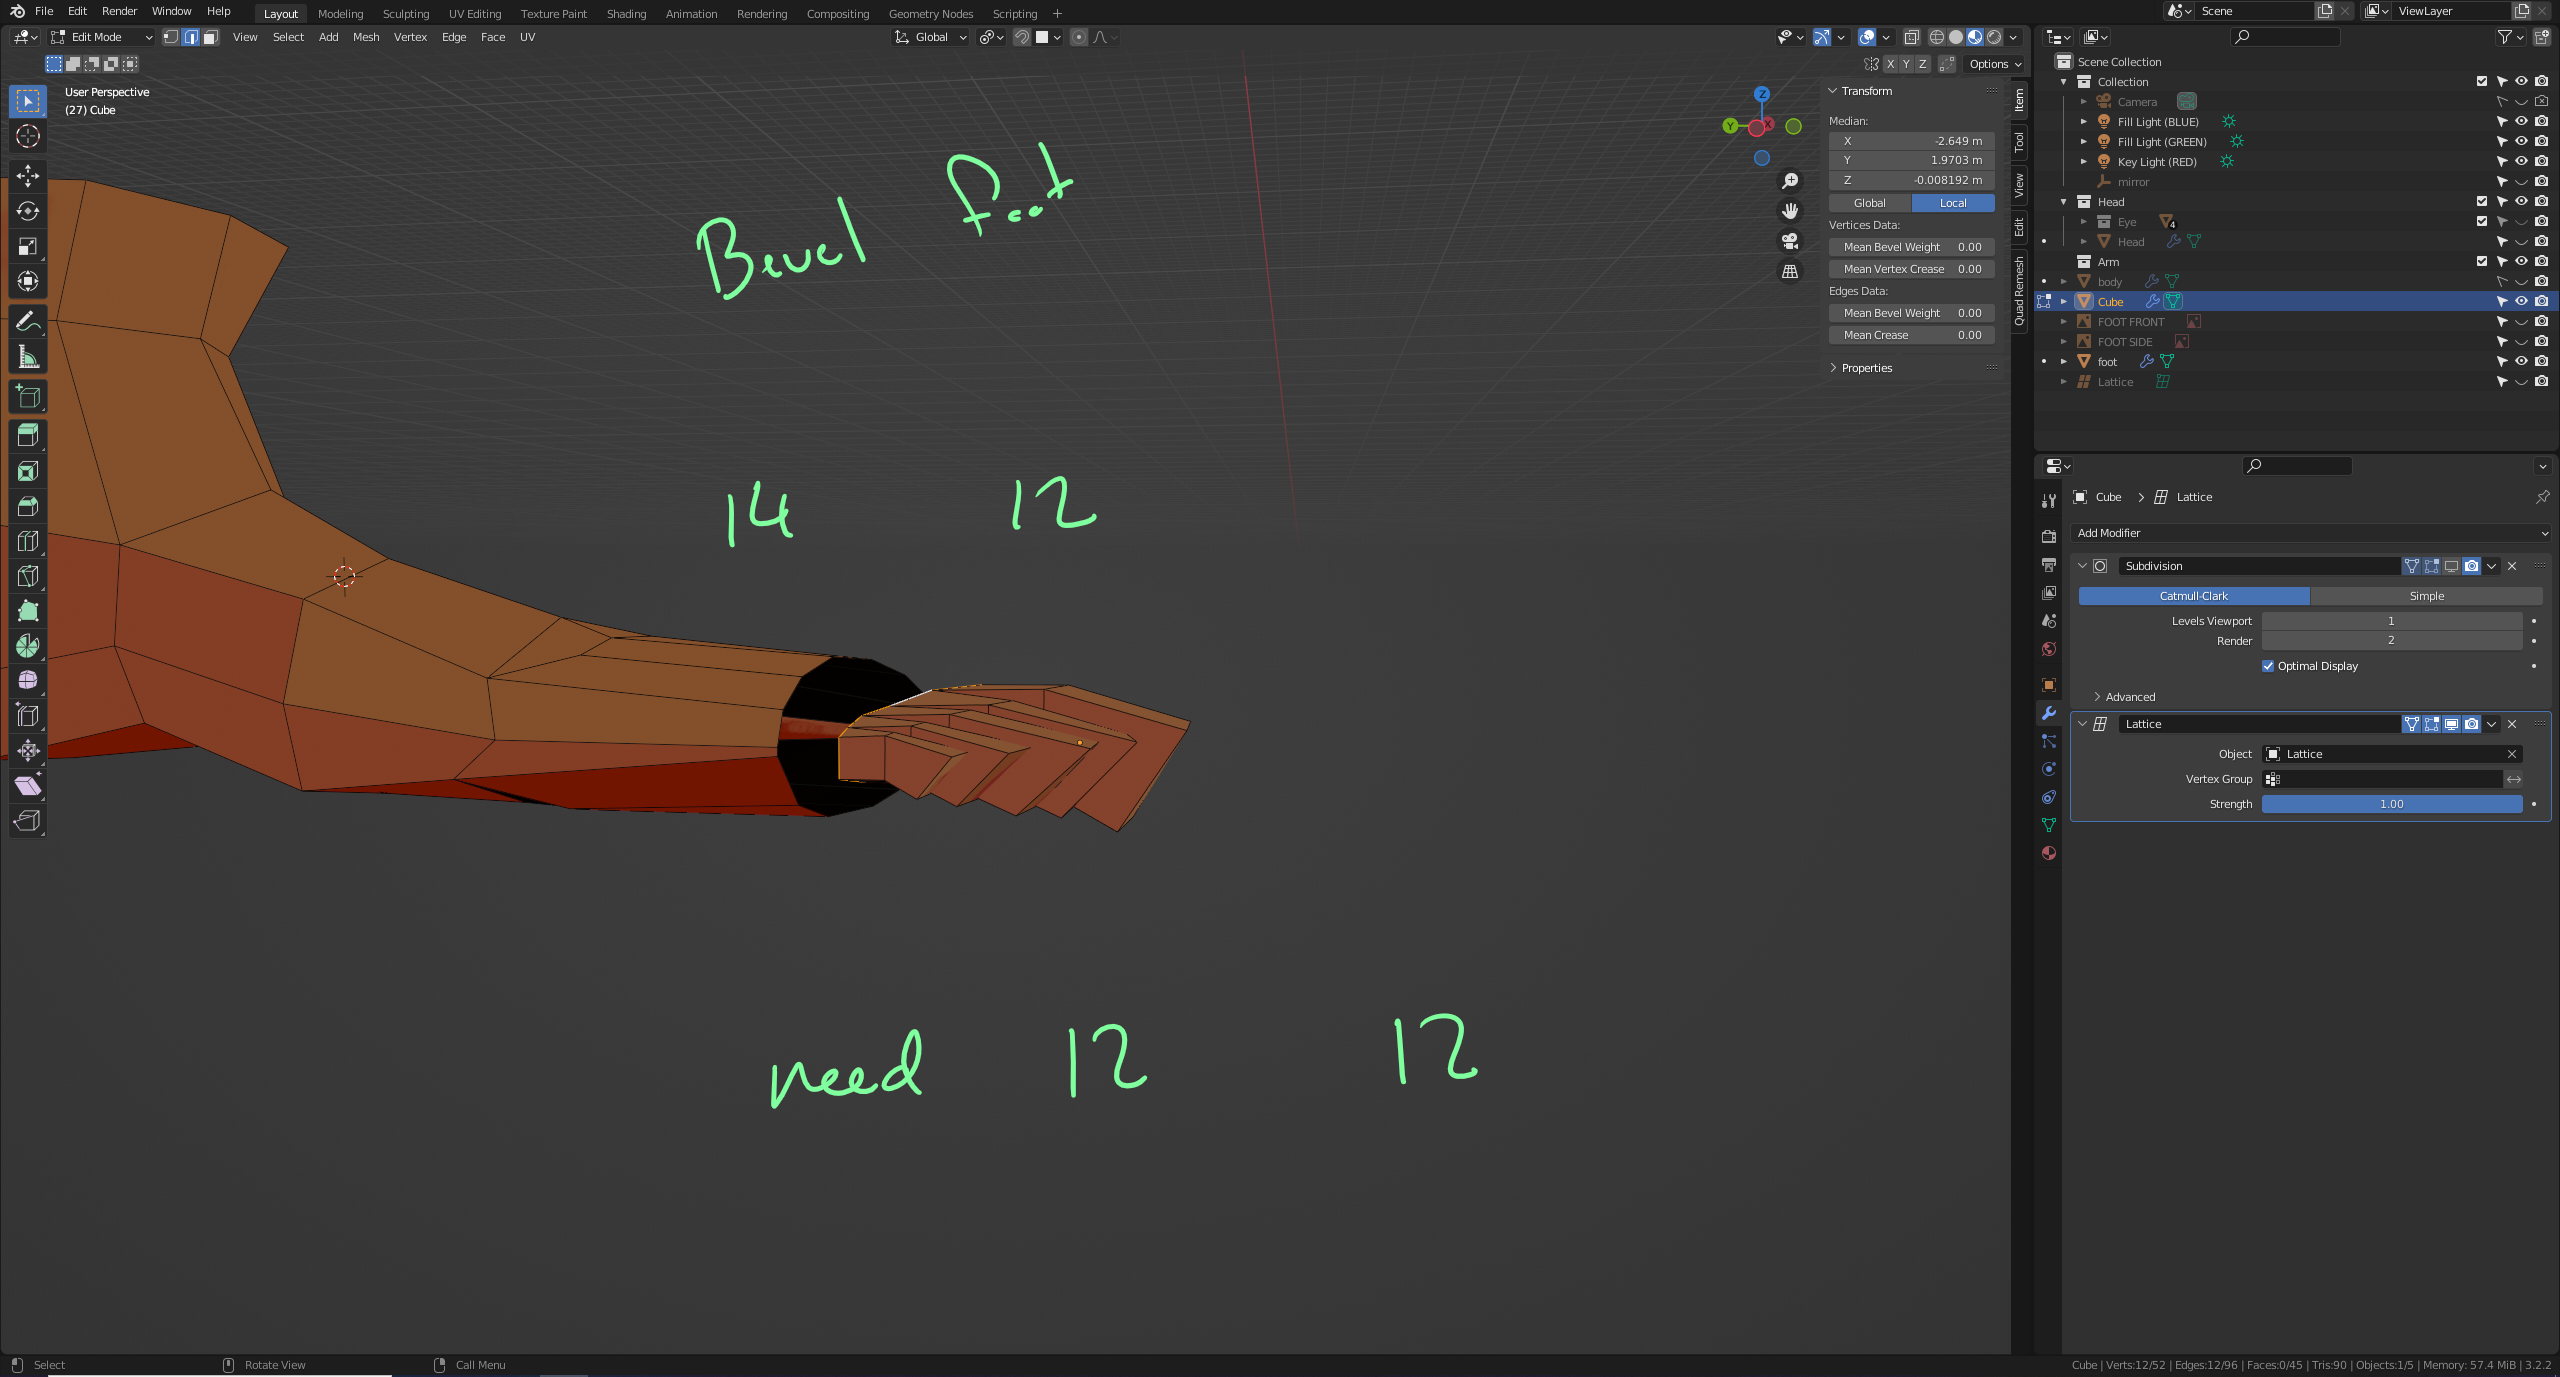 File Edit Render Window Help Layout Modeling Sculpting UV Editing Texture Paint Shading Animation Rendering Compositing Geometry Nodes Scripting + Scene ViewLayer
Edit Mode View Select Add Mesh Vertex Edge Face UV Global
X Y Z Options
User Perspective
(27) Cube
Bevel foot
14 12
need 12 12
Z
Y X
Transform
Median:
X -2.649 m
Y 1.9703 m
Z -0.008192 m
Global Local
Vertices Data:
Mean Bevel Weight 0.00
Mean Vertex Crease 0.00
Edges Data:
Mean Bevel Weight 0.00
Mean Crease 0.00
Properties
Item
Tool
View
Edit
Quad Remesh
Scene Collection
Collection
Camera
Fill Light (BLUE)
Fill Light (GREEN)
Key Light (RED)
mirror
Head
Eye 4
Head
Arm
body
Cube
FOOT FRONT
FOOT SIDE
foot
Lattice
Cube Lattice
Add Modifier
Subdivision
Catmull-Clark Simple
Levels Viewport 1
Render 2
Optimal Display
Advanced
Lattice
Object Lattice
Vertex Group
Strength 1.00
Select Rotate View Call Menu Cube | Verts:12/52 | Edges:12/96 | Faces:0/45 | Tris:90 | Objects:1/5 | Memory: 57.4 MiB | 3.2.2